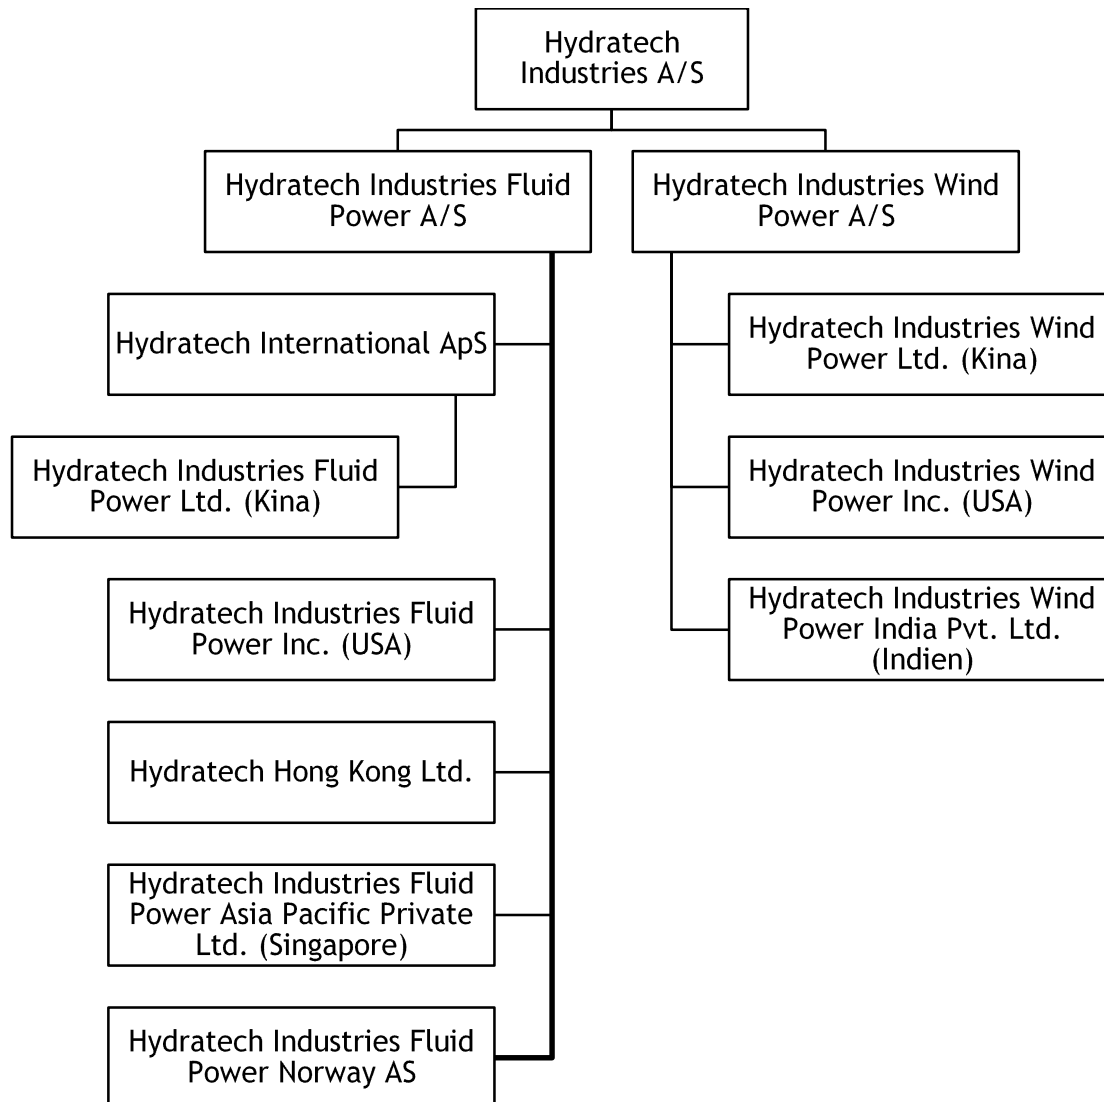 Hydratech
Industries A/S
Hydratech Industries Fluid
Power A/S
Hydratech Industries Wind
Power A/S
Hydratech International ApS
Hydratech Industries Wind
Power Ltd. (Kina)
Hydratech Industries Fluid
Power Ltd. (Kina)
Hydratech Industries Wind
Power Inc. (USA)
Hydratech Industries Fluid
Power Inc. (USA)
Hydratech Industries Wind
Power India Pvt. Ltd.
(Indien)
Hydratech Hong Kong Ltd.
Hydratech Industries Fluid
Power Asia Pacific Private
Ltd. (Singapore)
Hydratech Industries Fluid
Power Norway AS